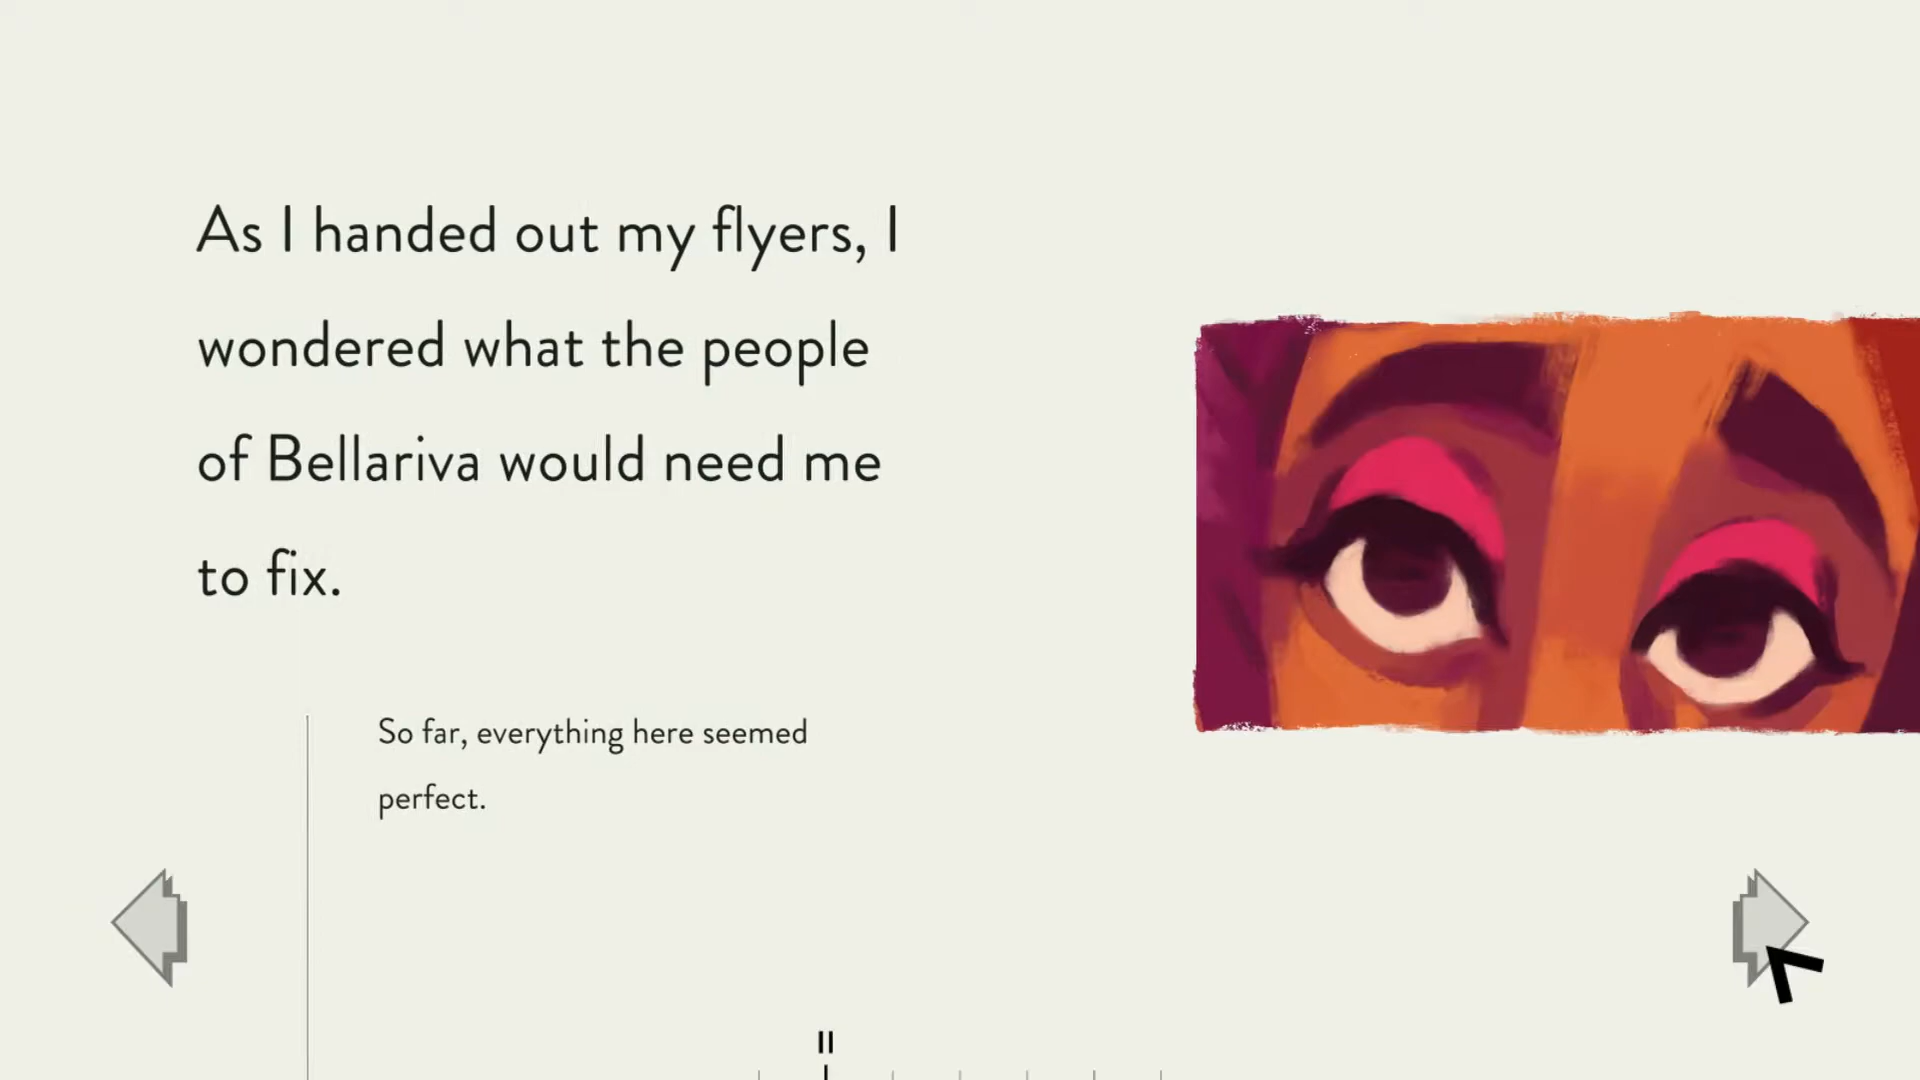 As I handed out my flyers, I
wondered what the people
of Bellariva would need me
to fix.
So far, everything here seemed
perfect.
II